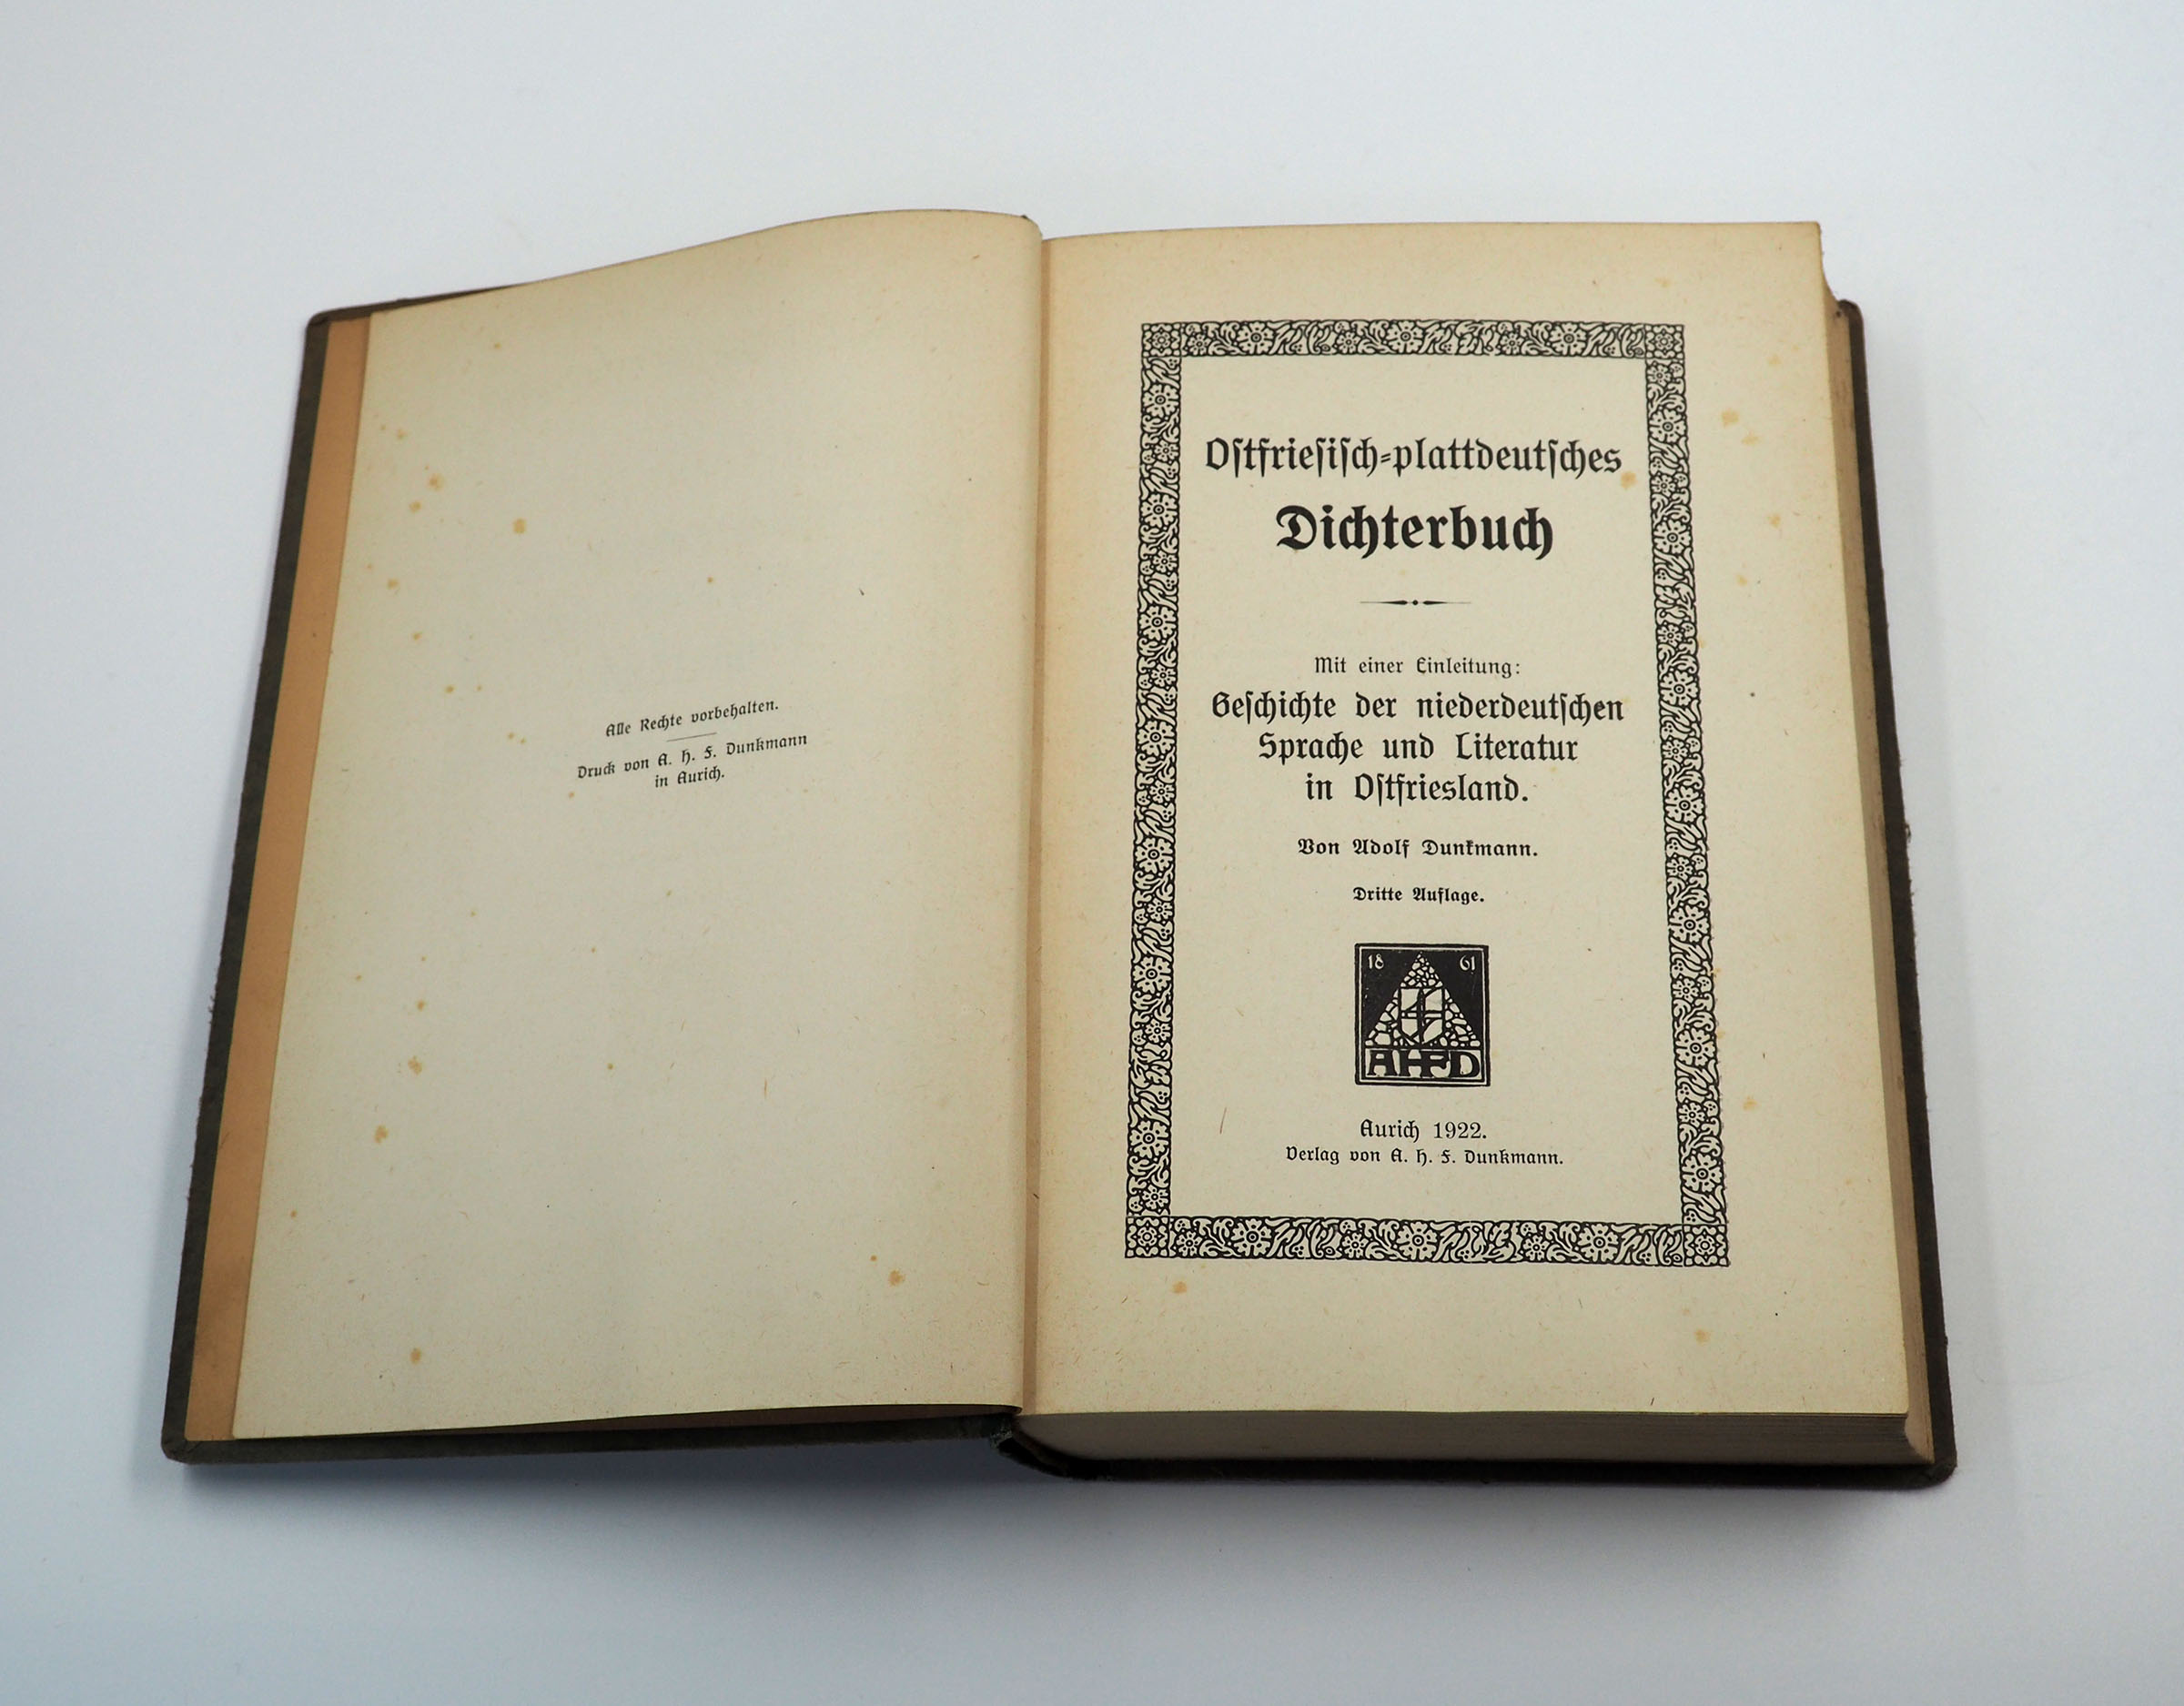 Alle Rechte vorbehalten.
Druck von A. H. F. Dunkmann
in Aurich.
Oſtfrieſiſch-plattdeutſches
Dichterbuch
Mit einer Einleitung:
Geſchichte der niederdeutſchen
Sprache und Literatur
in Oſtfriesland.
Von Adolf Dunkmann.
Dritte Auflage.
18 61
AHFD
Aurich 1922.
Verlag von A. H. F. Dunkmann.